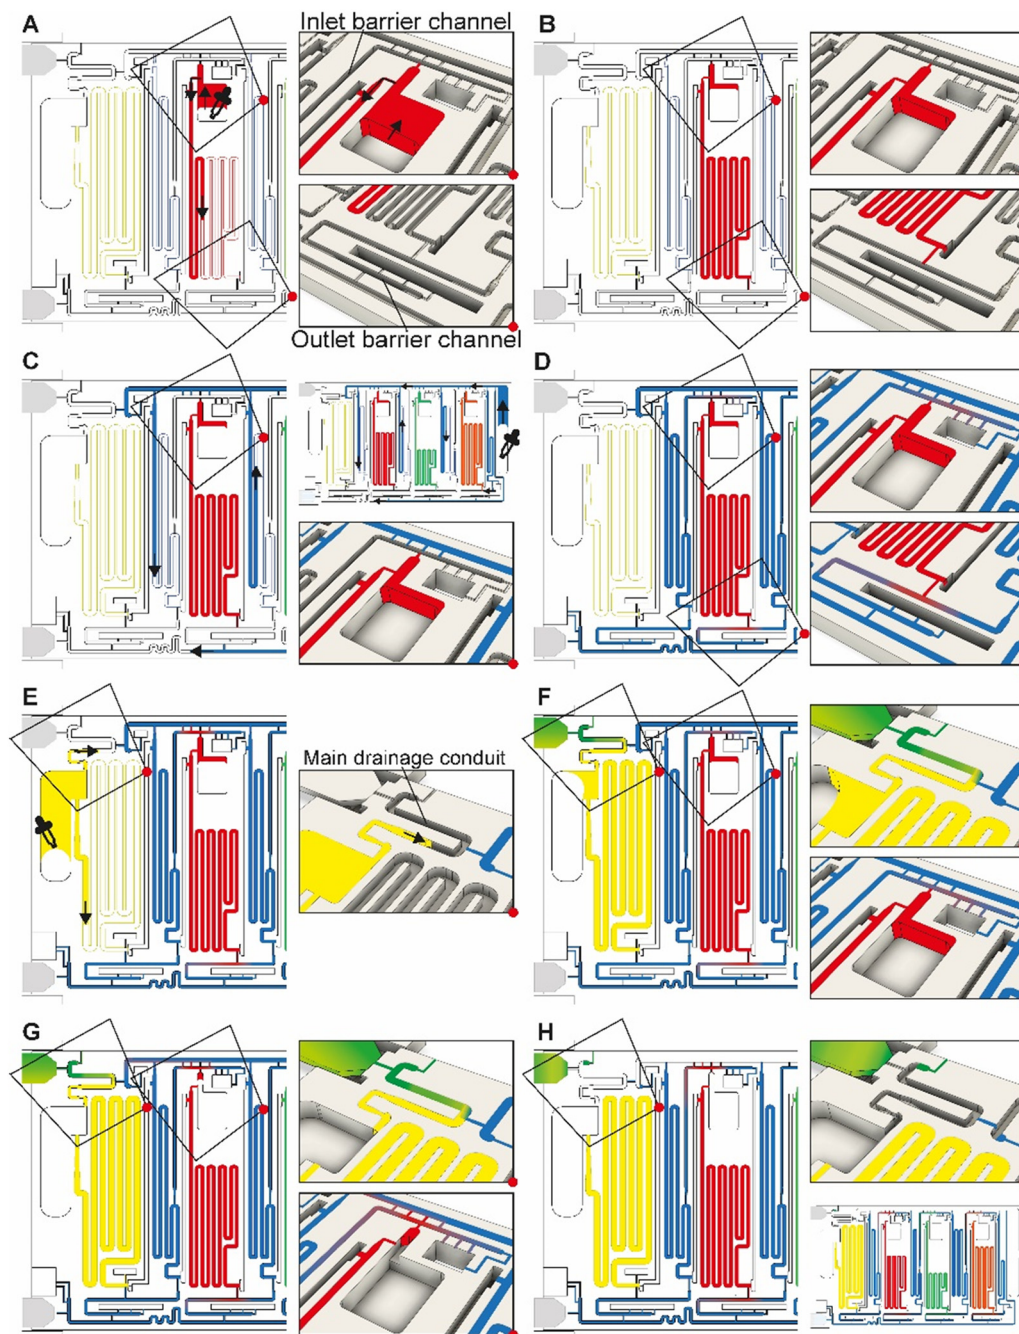 A
Inlet barrier channel
B
Outlet barrier channel
C
D
E
F
Main drainage conduit
G
H